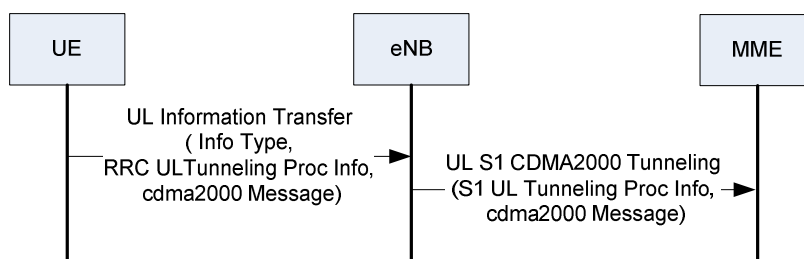 UE
eNB
MME
UL Information Transfer
( Info Type,
RRC ULTunneling Proc Info,
cdma2000 Message)
UL S1 CDMA2000 Tunneling
(S1 UL Tunneling Proc Info,
cdma2000 Message)